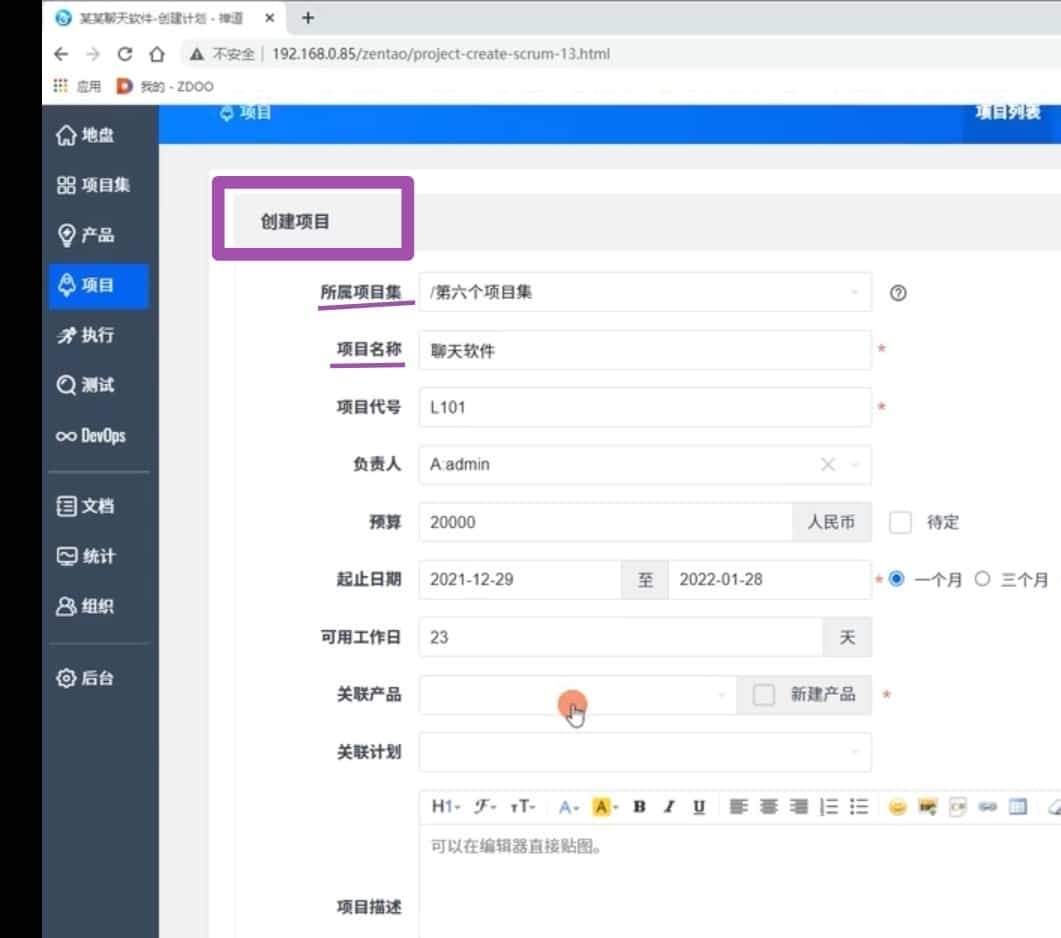 某某聊天软件-创建计划 - 禅道
不安全 | 192.168.0.85/zentao/project-create-scrum-13.html
应用 我的 - ZDOO
地盘
项目集
产品
项目
执行
测试
DevOps
文档
统计
组织
后台
项目 项目列表
创建项目
所属项目集 /第六个项目集
项目名称 聊天软件 *
项目代号 L101 *
负责人 A:admin
预算 20000 人民币 待定
起止日期 2021-12-29 至 2022-01-28 * 一个月 三个月
可用工作日 23 天
关联产品 新建产品 *
关联计划
H1 F тT A A B I U
可以在编辑器直接贴图。
项目描述